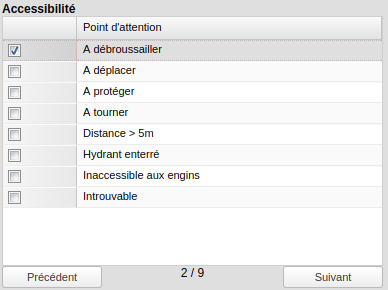 Accessibilité
Point d'attention
A débroussailler
A déplacer
A protéger
A tourner
Distance > 5m
Hydrant enterré
Inaccessible aux engins
Introuvable
Précédent
2 / 9
Suivant